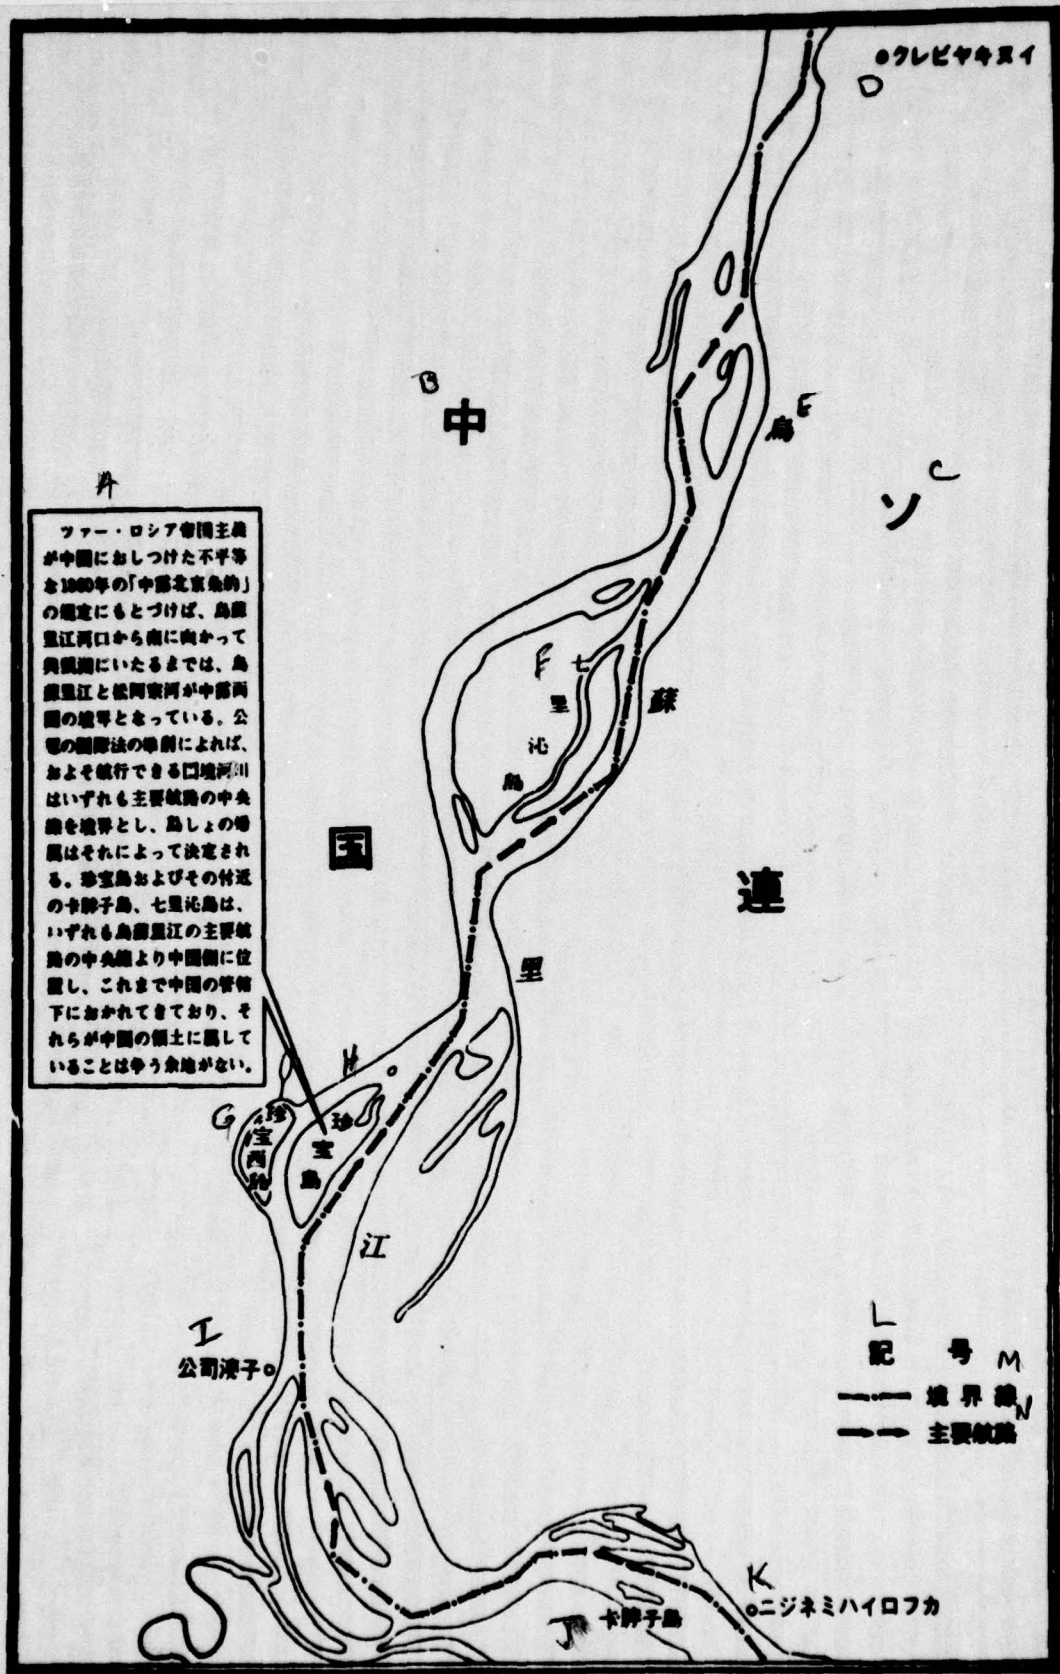 ●クレビヤキヌイ
D
B
中
E
烏
C
ソ
A
ツァー・ロシア帝国主義
が中国におしつけた不平等
な1860年の「中露北京条約」
の規定にもとづけば、烏蘇
里江河口から南に向かって
興凱湖にいたるまでは、烏
蘇里江と松阿察河が中露両
国の境界となっている。公
認の国際法の準則によれば、
およそ航行できる国境河川
はいずれも主要航路の中央
線を境界とし、島しょの帰
属はそれによって決定され
る。珍宝島およびその付近
の卡脖子島、七里沁島は、
いずれも烏蘇里江の主要航
路の中央線より中国側に位
置し、これまで中国の管轄
下におかれてきており、そ
れらが中国の領土に属して
いることは争う余地がない。
F
七里沁島
蘇
国
連
里
H
G
珍宝西
珍宝島
江
I
公司 子
L
記 号
M
境界線
N
主要航路
K
ニジネミハイロフカ
J
卡脖子島